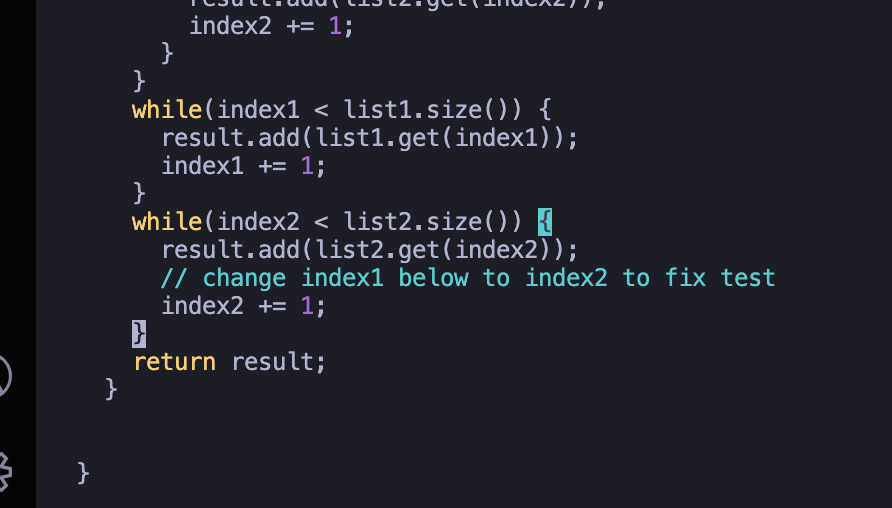 result.add(list2.get(index2));
index2 += 1;
}
}
while(index1 < list1.size()) {
result.add(list1.get(index1));
index1 += 1;
}
while(index2 < list2.size()) {
result.add(list2.get(index2));
// change index1 below to index2 to fix test
index2 += 1;
}
return result;
}
}